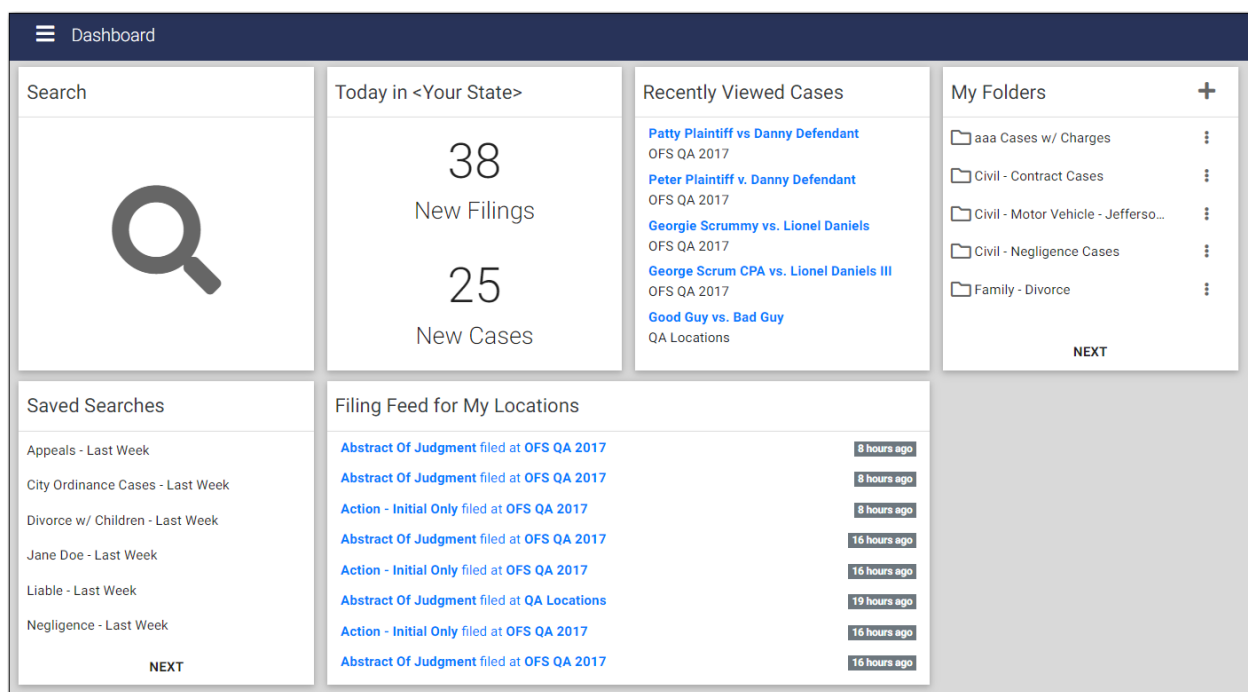 Dashboard
Search
Today in <Your State>
38
New Filings
25
New Cases
Recently Viewed Cases
Patty Plaintiff vs Danny Defendant
OFS QA 2017
Peter Plaintiff v. Danny Defendant
OFS QA 2017
Georgie Scrummy vs. Lionel Daniels
OFS QA 2017
George Scrum CPA vs. Lionel Daniels III
OFS QA 2017
Good Guy vs. Bad Guy
QA Locations
My Folders
aaa Cases w/ Charges
Civil - Contract Cases
Civil - Motor Vehicle - Jefferso...
Civil - Negligence Cases
Family - Divorce
NEXT
Saved Searches
Appeals - Last Week
City Ordinance Cases - Last Week
Divorce w/ Children - Last Week
Jane Doe - Last Week
Liable - Last Week
Negligence - Last Week
NEXT
Filing Feed for My Locations
Abstract Of Judgment filed at OFS QA 2017 8 hours ago
Abstract Of Judgment filed at OFS QA 2017 8 hours ago
Action - Initial Only filed at OFS QA 2017 8 hours ago
Abstract Of Judgment filed at OFS QA 2017 16 hours ago
Action - Initial Only filed at OFS QA 2017 16 hours ago
Abstract Of Judgment filed at QA Locations 19 hours ago
Action - Initial Only filed at OFS QA 2017 16 hours ago
Abstract Of Judgment filed at OFS QA 2017 16 hours ago